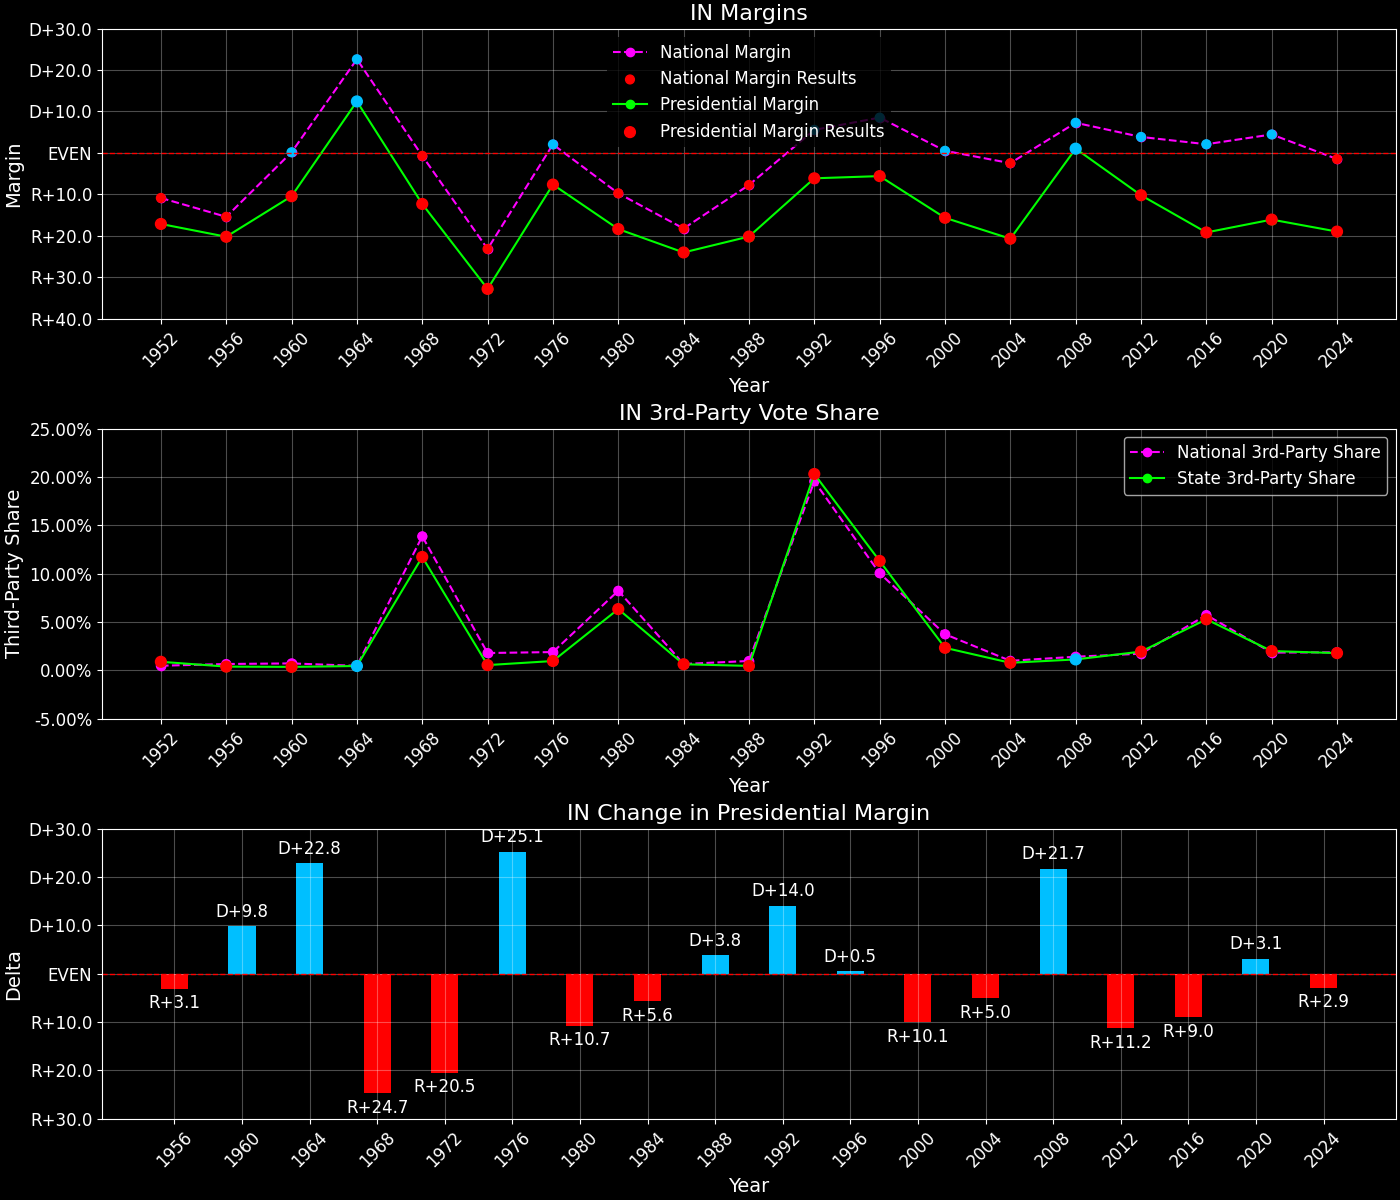 IN Margins
D+30.0
D+20.0
D+10.0
EVEN
R+10.0
R+20.0
R+30.0
R+40.0
Margin
National Margin
National Margin Results
Presidential Margin
Presidential Margin Results
1952 1956 1960 1964 1968 1972 1976 1980 1984 1988 1992 1996 2000 2004 2008 2012 2016 2020 2024
Year
IN 3rd-Party Vote Share
25.00%
20.00%
15.00%
10.00%
5.00%
0.00%
-5.00%
Third-Party Share
National 3rd-Party Share
State 3rd-Party Share
1952 1956 1960 1964 1968 1972 1976 1980 1984 1988 1992 1996 2000 2004 2008 2012 2016 2020 2024
Year
IN Change in Presidential Margin
D+30.0
D+20.0
D+10.0
EVEN
R+10.0
R+20.0
R+30.0
Delta
R+3.1
D+9.8
D+22.8
R+24.7
R+20.5
D+25.1
R+10.7
R+5.6
D+3.8
D+14.0
D+0.5
R+10.1
R+5.0
D+21.7
R+11.2
R+9.0
D+3.1
R+2.9
1956 1960 1964 1968 1972 1976 1980 1984 1988 1992 1996 2000 2004 2008 2012 2016 2020 2024
Year